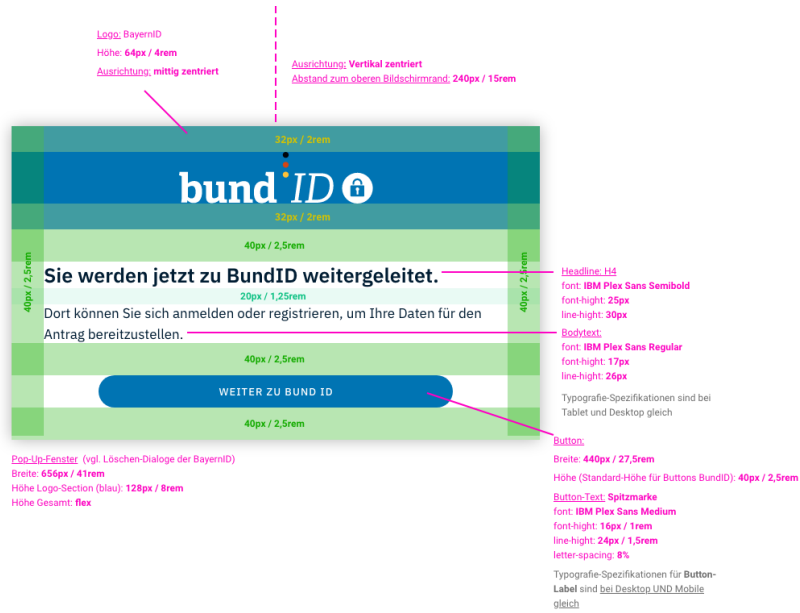 Logo: BayernID
Höhe: 64px / 4rem
Ausrichtung: mittig zentriert
Ausrichtung: Vertikal zentriert
Abstand zum oberen Bildschirmrand: 240px / 15rem
32px / 2rem
bund ID
32px / 2rem
40px / 2,5rem
40px / 2,5rem
40px / 2,5rem
Sie werden jetzt zu BundID weitergeleitet.
20px / 1,25rem
Dort können Sie sich anmelden oder registrieren, um Ihre Daten für den
Antrag bereitzustellen.
40px / 2,5rem
WEITER ZU BUND ID
40px / 2,5rem
Headline: H4
font: IBM Plex Sans Semibold
font-hight: 25px
line-hight: 30px
Bodytext:
font: IBM Plex Sans Regular
font-hight: 17px
line-hight: 26px
Typografie-Spezifikationen sind bei
Tablet und Desktop gleich
Pop-Up-Fenster (vgl. Löschen-Dialoge der BayernID)
Breite: 656px / 41rem
Höhe Logo-Section (blau): 128px / 8rem
Höhe Gesamt: flex
Button:
Breite: 440px / 27,5rem
Höhe (Standard-Höhe für Buttons BundID): 40px / 2,5rem
Button-Text: Spitzmarke
font: IBM Plex Sans Medium
font-hight: 16px / 1rem
line-hight: 24px / 1,5rem
letter-spacing: 8%
Typografie-Spezifikationen für Button-
Label sind bei Desktop UND Mobile
gleich